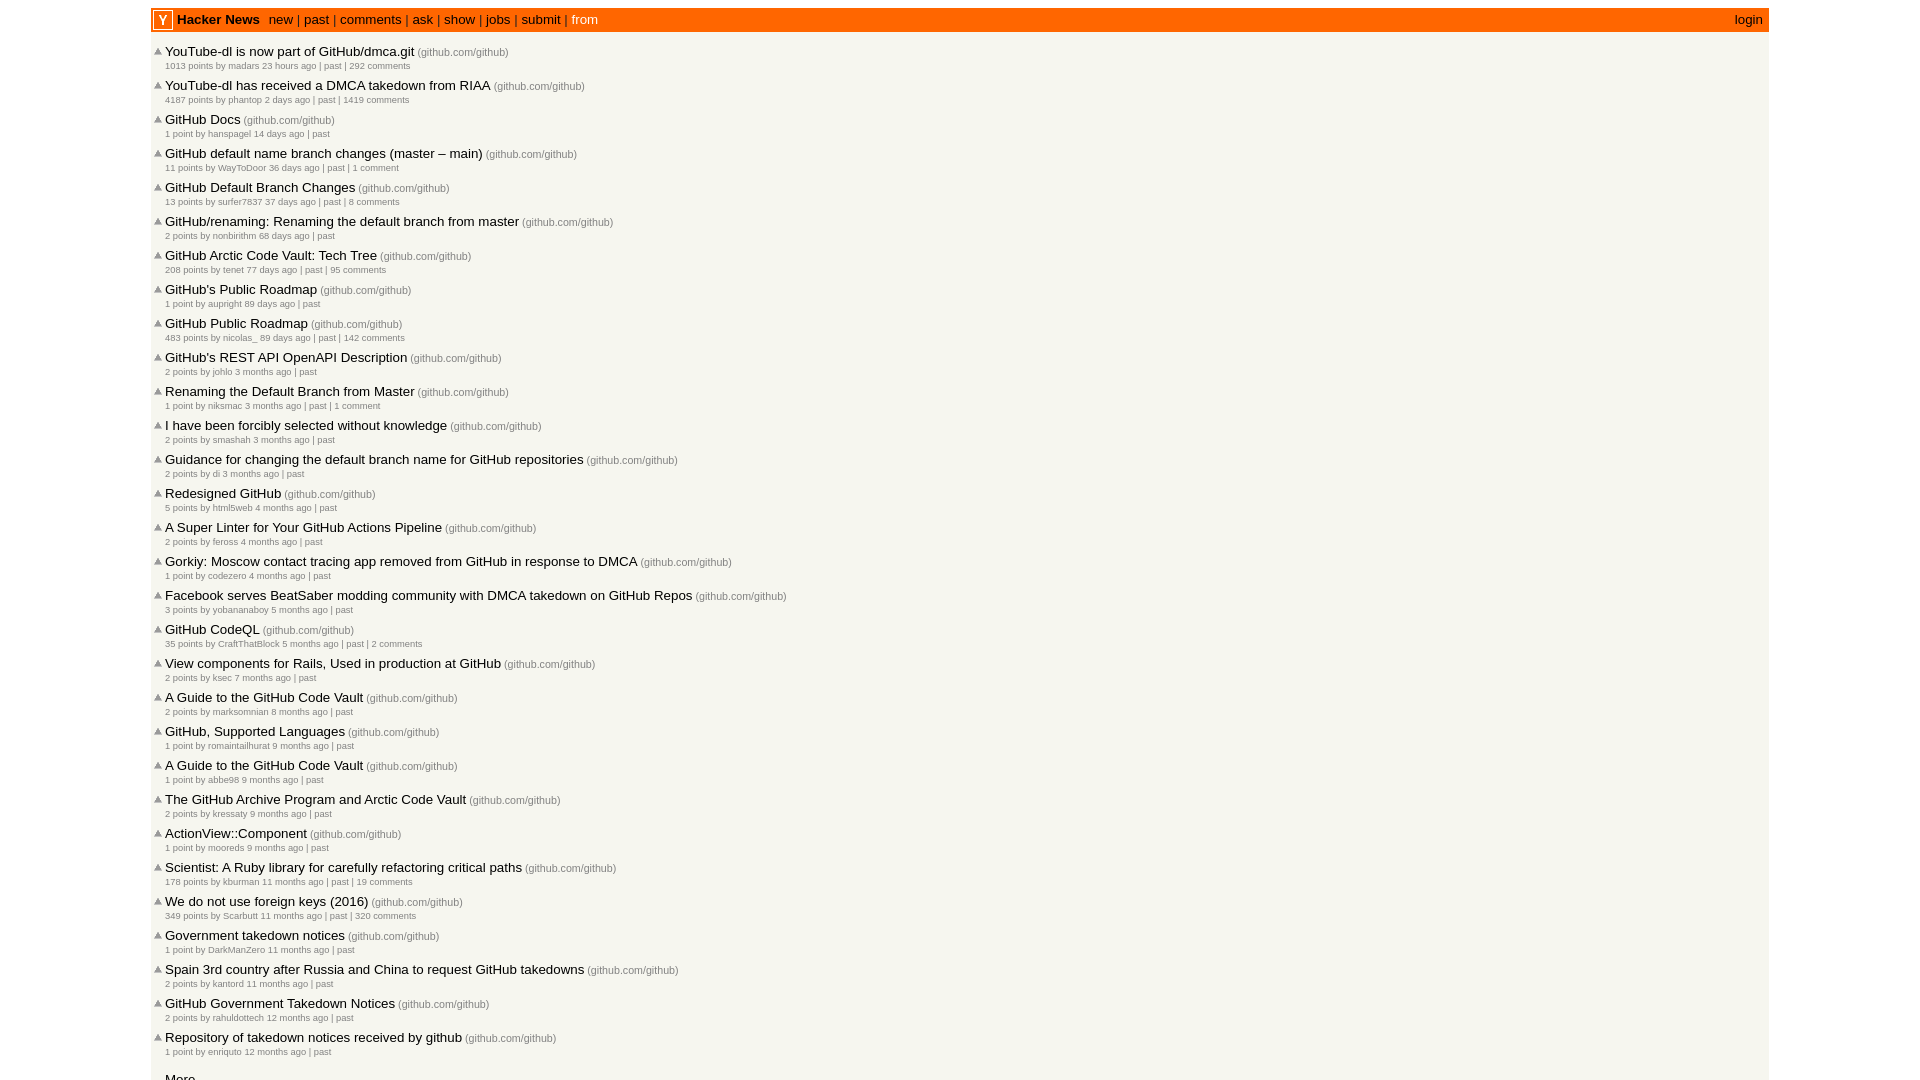 Y Hacker News new | past | comments | ask | show | jobs | submit | from login
YouTube-dl is now part of GitHub/dmca.git (github.com/github)
1013 points by madars 23 hours ago | past | 292 comments
YouTube-dl has received a DMCA takedown from RIAA (github.com/github)
4187 points by phantop 2 days ago | past | 1419 comments
GitHub Docs (github.com/github)
1 point by hanspagel 14 days ago | past
GitHub default name branch changes (master – main) (github.com/github)
11 points by WayToDoor 36 days ago | past | 1 comment
GitHub Default Branch Changes (github.com/github)
13 points by surfer7837 37 days ago | past | 8 comments
GitHub/renaming: Renaming the default branch from master (github.com/github)
2 points by nonbirithm 68 days ago | past
GitHub Arctic Code Vault: Tech Tree (github.com/github)
208 points by tenet 77 days ago | past | 95 comments
GitHub's Public Roadmap (github.com/github)
1 point by aupright 89 days ago | past
GitHub Public Roadmap (github.com/github)
483 points by nicolas_ 89 days ago | past | 142 comments
GitHub's REST API OpenAPI Description (github.com/github)
2 points by johlo 3 months ago | past
Renaming the Default Branch from Master (github.com/github)
1 point by niksmac 3 months ago | past | 1 comment
I have been forcibly selected without knowledge (github.com/github)
2 points by smashah 3 months ago | past
Guidance for changing the default branch name for GitHub repositories (github.com/github)
2 points by di 3 months ago | past
Redesigned GitHub (github.com/github)
5 points by html5web 4 months ago | past
A Super Linter for Your GitHub Actions Pipeline (github.com/github)
2 points by feross 4 months ago | past
Gorkiy: Moscow contact tracing app removed from GitHub in response to DMCA (github.com/github)
1 point by codezero 4 months ago | past
Facebook serves BeatSaber modding community with DMCA takedown on GitHub Repos (github.com/github)
3 points by yobananaboy 5 months ago | past
GitHub CodeQL (github.com/github)
35 points by CraftThatBlock 5 months ago | past | 2 comments
View components for Rails, Used in production at GitHub (github.com/github)
2 points by ksec 7 months ago | past
A Guide to the GitHub Code Vault (github.com/github)
2 points by marksomnian 8 months ago | past
GitHub, Supported Languages (github.com/github)
1 point by romaintailhurat 9 months ago | past
A Guide to the GitHub Code Vault (github.com/github)
1 point by abbe98 9 months ago | past
The GitHub Archive Program and Arctic Code Vault (github.com/github)
2 points by kressaty 9 months ago | past
ActionView::Component (github.com/github)
1 point by mooreds 9 months ago | past
Scientist: A Ruby library for carefully refactoring critical paths (github.com/github)
178 points by kburman 11 months ago | past | 19 comments
We do not use foreign keys (2016) (github.com/github)
349 points by Scarbutt 11 months ago | past | 320 comments
Government takedown notices (github.com/github)
1 point by DarkManZero 11 months ago | past
Spain 3rd country after Russia and China to request GitHub takedowns (github.com/github)
2 points by kantord 11 months ago | past
GitHub Government Takedown Notices (github.com/github)
2 points by rahuldottech 12 months ago | past
Repository of takedown notices received by github (github.com/github)
1 point by enriquto 12 months ago | past
More